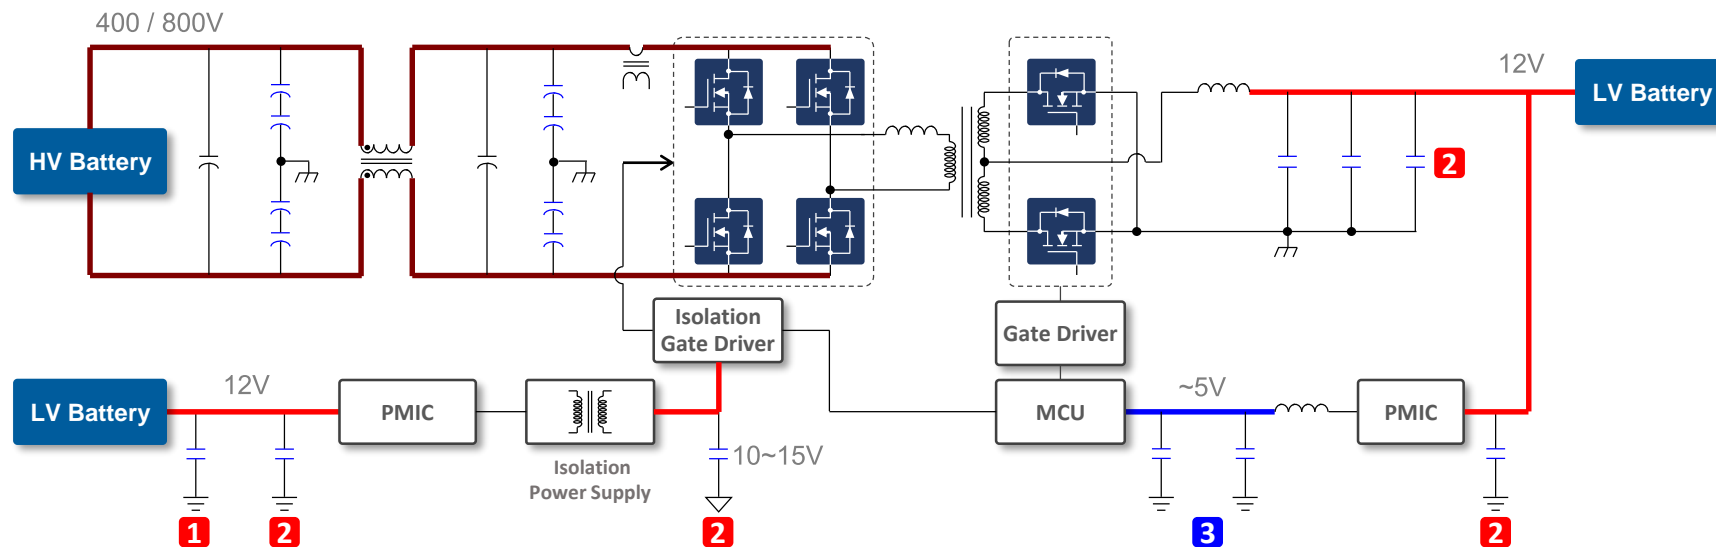 400 / 800V
12V
LV Battery
HV Battery
2
Isolation
Gate Driver
Gate Driver
LV Battery
12V
PMIC
MCU
~5V
PMIC
10~15V
Isolation
Power Supply
1
2
2
3
2